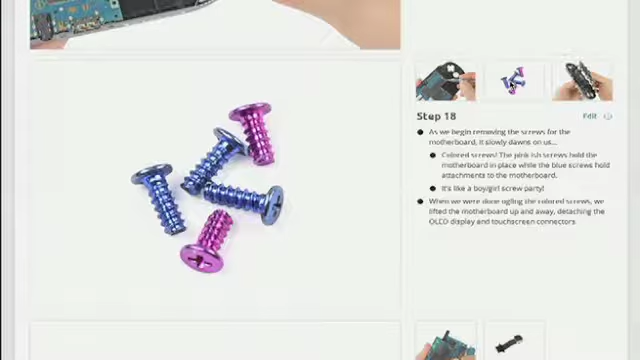 Step 18
Edit
As we begin removing the screws for the
motherboard, it slowly dawns on us...
Colored screws! The pink ish screws hold the
motherboard in place while the blue screws hold
attachments to the motherboard.
It's like a boy/girl screw party!
When we were done ogling the colored screws, we
lifted the motherboard up and away, detaching the
OLED display and touchscreen connectors.